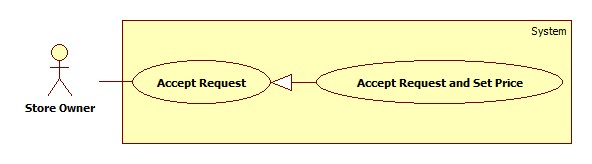 System
Accept Request
Accept Request and Set Price
Store Owner